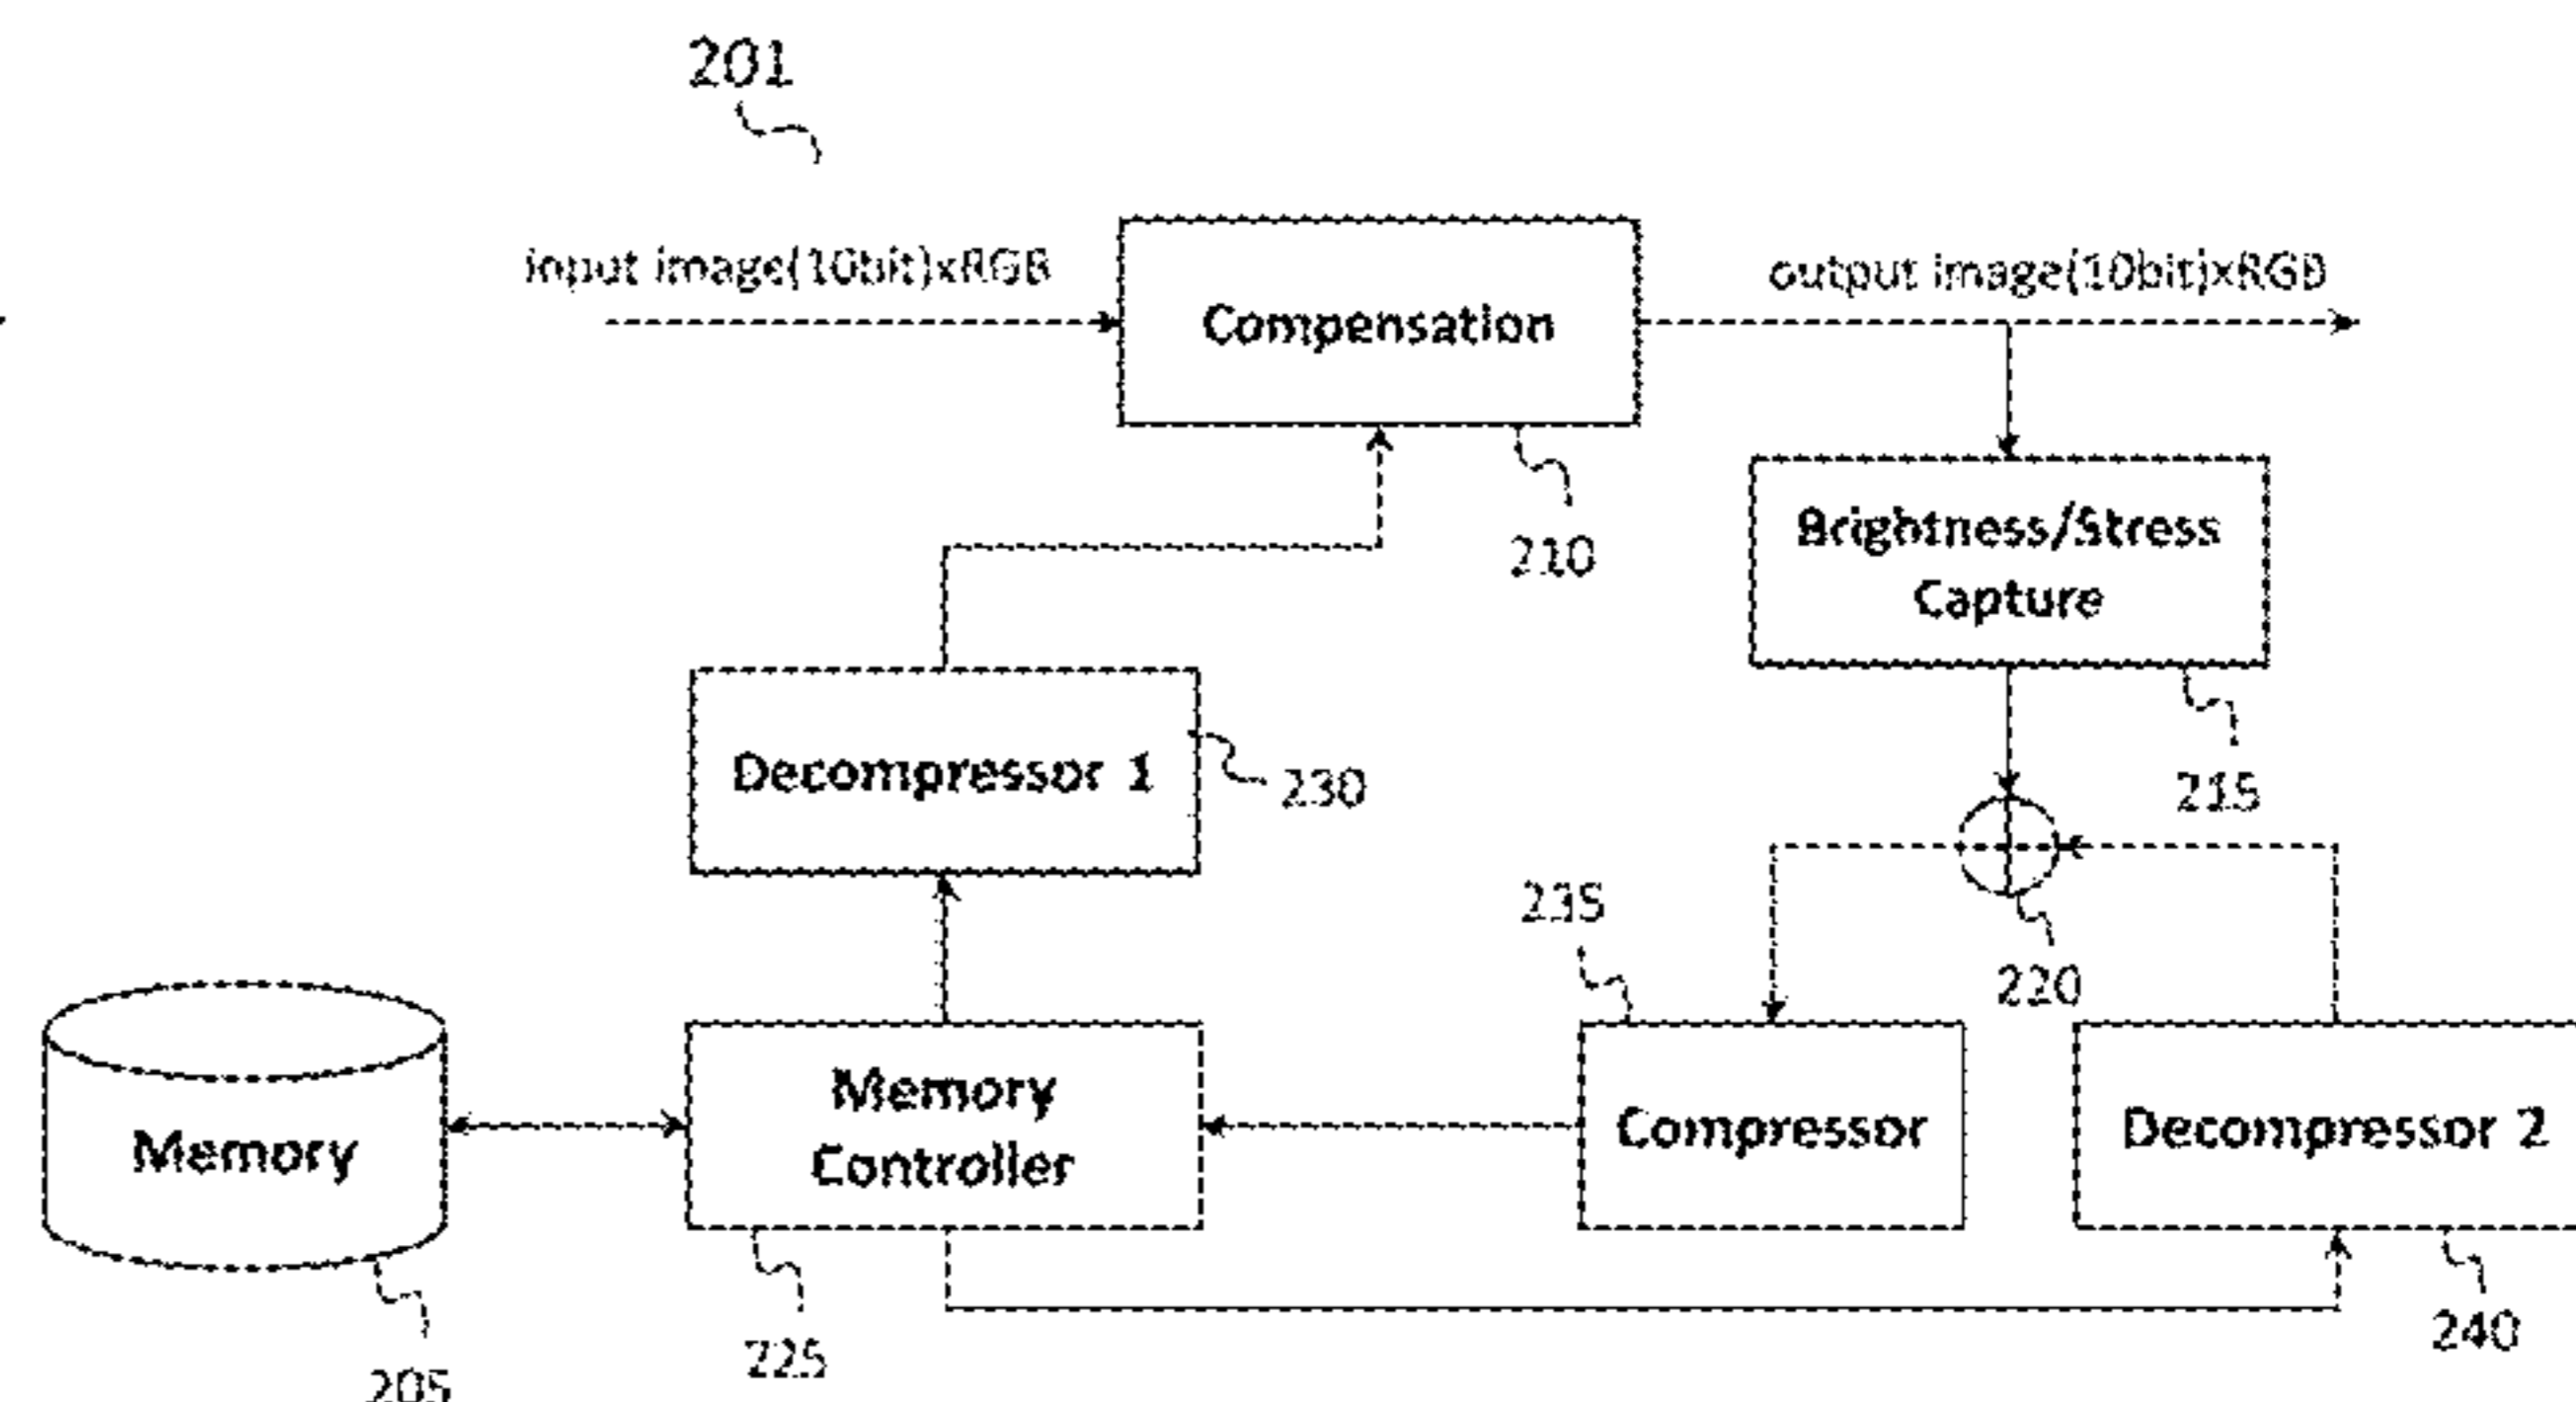 201
input image(10bit)xRGB
Compensation
output image(10bit)xRGB
210
Brightness/Stress
Capture
215
Decompressor 1
230
220
235
Memory
205
Memory
Controller
225
Compressor
Decompressor 2
240